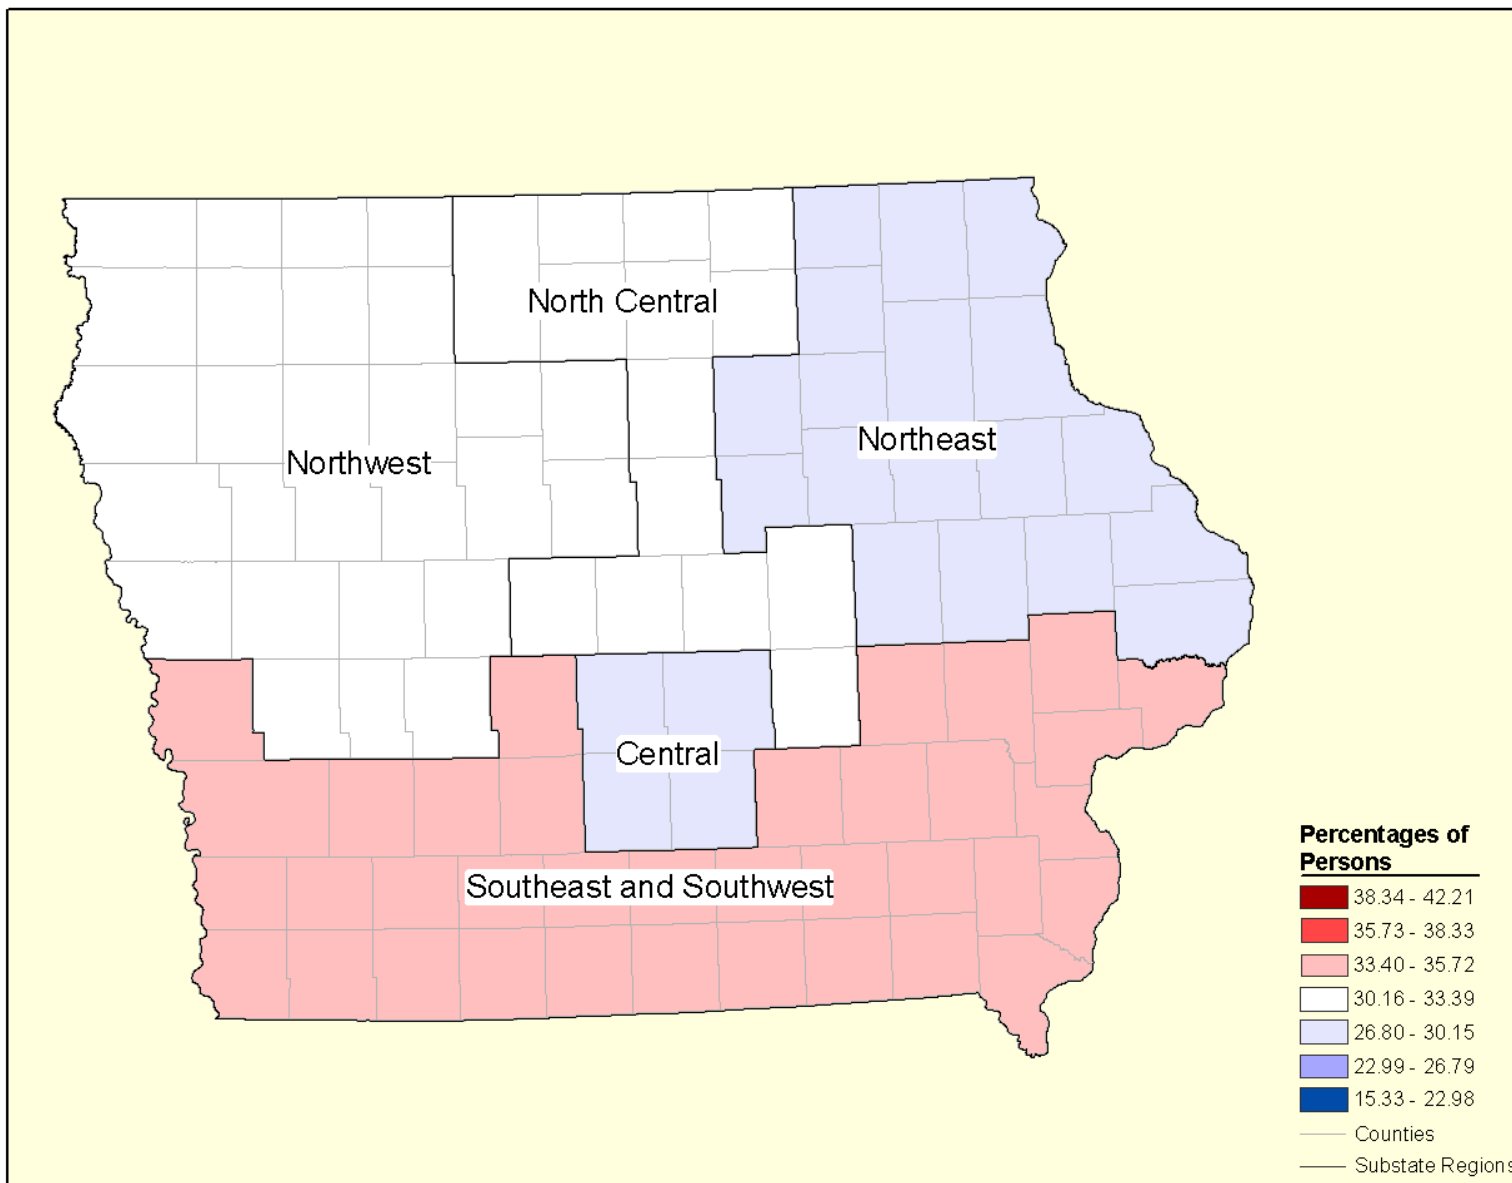 North Central
Northeast
Northwest
Central
Southeast and Southwest
Percentages of
Persons
38.34 - 42.21
35.73 - 38.33
33.40 - 35.72
30.16 - 33.39
26.80 - 30.15
22.99 - 26.79
15.33 - 22.98
Counties
Substate Regions